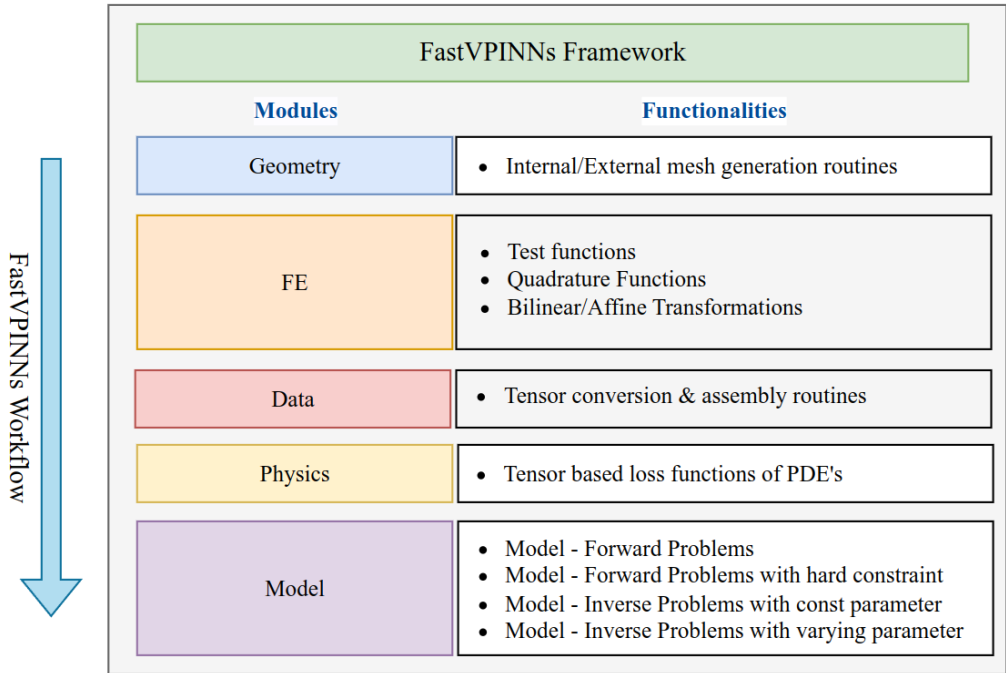 FastVPINNs Framework
Modules
Functionalities
Geometry
• Internal/External mesh generation routines
FE
• Test functions
• Quadrature Functions
• Bilinear/Affine Transformations
Data
• Tensor conversion & assembly routines
Physics
• Tensor based loss functions of PDE's
Model
• Model - Forward Problems
• Model - Forward Problems with hard constraint
• Model - Inverse Problems with const parameter
• Model - Inverse Problems with varying parameter
FastVPINNs Workflow